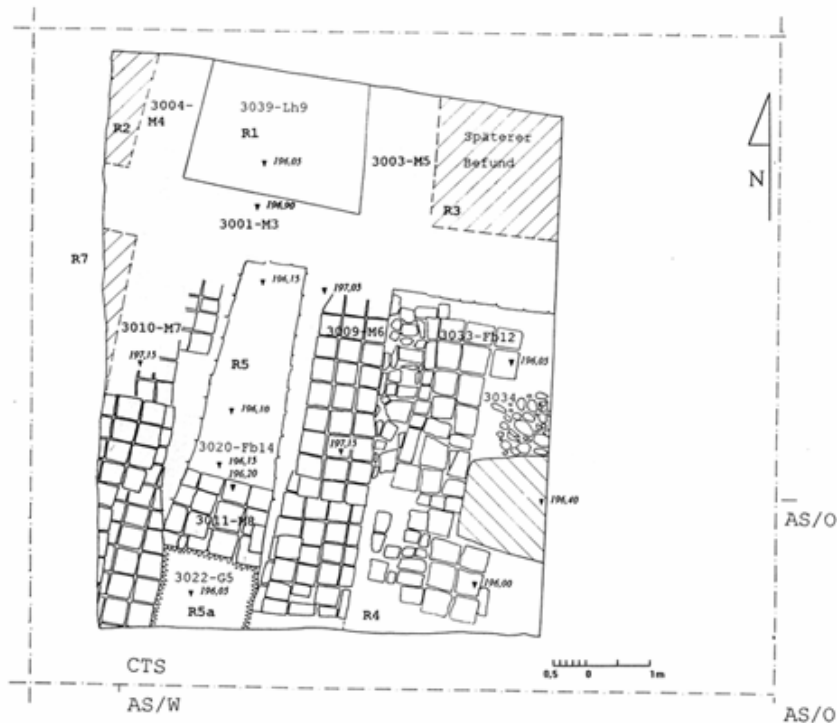 3039-Lh9
3004-
M4
R2
R1
Späterer
Befund
196,05
3003-M5
196,90
R3
3001-M3
N
R7
196,15
197,05
3010-M7
3009-M6
3033-Fb12
197,15
R5
196,05
3034
196,10
3020-Fb14
197,15
196,15
196,20
196,40
3011-M8
AS/O
3022-G5
196,05
196,00
R5a
R4
CTS
0,5 0 1m
AS/W
AS/O